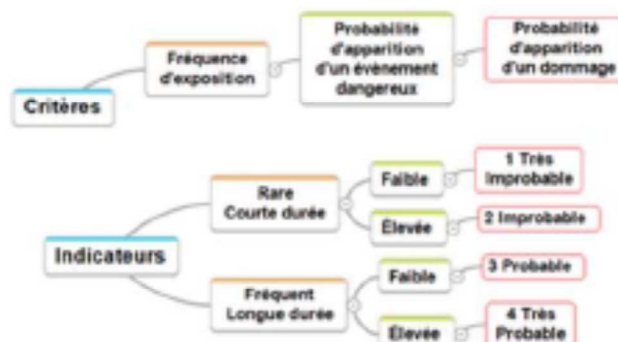 Critères
Fréquence
d'exposition
Probabilité
d'apparition
d'un évènement
dangereux
Probabilité
d'apparition
d'un dommage
Indicateurs
Rare
Courte durée
Faible
1 Très
Improbable
Élevée
2 Improbable
Fréquent
Longue durée
Faible
3 Probable
Élevée
4 Très
Probable